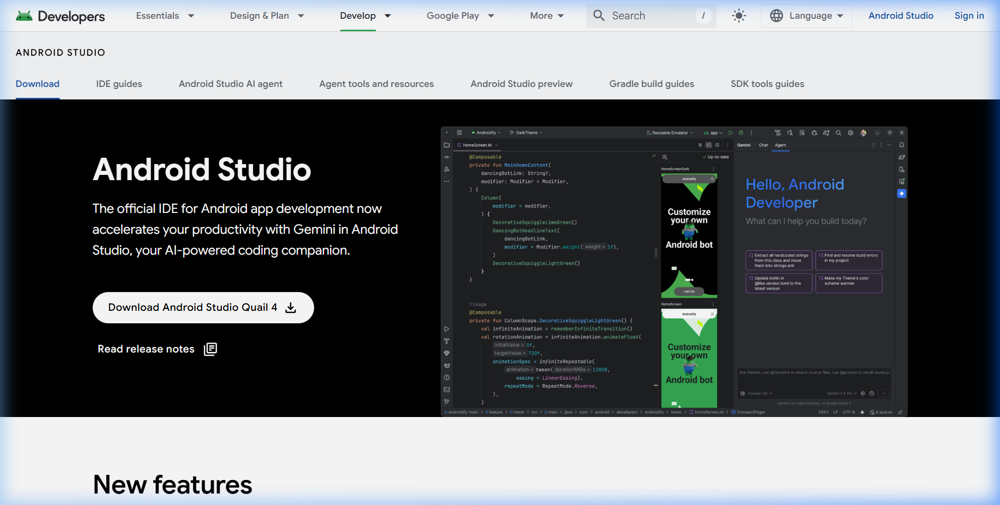 Developers
Essentials
Design & Plan
Develop
Google Play
More
Search
/
Language
Android Studio
Sign in
ANDROID STUDIO
Download
IDE guides
Android Studio AI agent
Agent tools and resources
Android Studio preview
Gradle build guides
SDK tools guides
Android Studio
The official IDE for Android app development now
accelerates your productivity with Gemini in Android
Studio, your AI-powered coding companion.
Download Android Studio Quail 4
Read release notes
Androidify
DarkTheme
Resizable Emulator
app
HomeScreen.kt
@Composable
private fun MainHomeContent(
dancingBotLink: String?,
modifier: Modifier = Modifier,
) {
Column(
modifier = modifier,
) {
DecorativeSquiggleLimeGreen()
DancingBotHeadlineText(
dancingBotLink,
modifier = Modifier.weight( weight = 1f),
)
DecorativeSquiggleLightGreen()
}
}
1 Usage
@Composable
private fun ColumnScope.DecorativeSquiggleLightGreen() {
val infiniteAnimation = rememberInfiniteTransition()
val rotationAnimation = infiniteAnimation.animateFloat(
initialValue = 0f,
targetValue = 720f,
animationSpec = infiniteRepeatable(
animation = tween( durationMillis = 12000,
easing = LinearEasing),
repeatMode = RepeatMode.Reverse,
),
)
Up-to-date
HomeScreenDark
Androidify
Customize
your own
Android bot
Let's Go
HomeScreen
Androidify
Customize
your own
Android bot
Gemini
Chat
Agent
Hello, Android
Developer
What can I help you build today?
Extract all hardcoded strings
from this class and move
them into strings.xml
Find and resolve build errors
in my project
Update kotlin in
@libs.version.toml to the
latest version
Make my Theme's color
scheme warmer
Ask Gemini, use @filename to attach source files, use @prompt to recall saved pr
Context (8)
Gemini 2.5 Pro
Gemini can make mistakes, so double-check it
androidify-main > feature > home > src > main > java > com > android > developers > androidify > home > HomeScreen.kt > CompactPager
255:1 LF UTF-8 4 spaces
New features